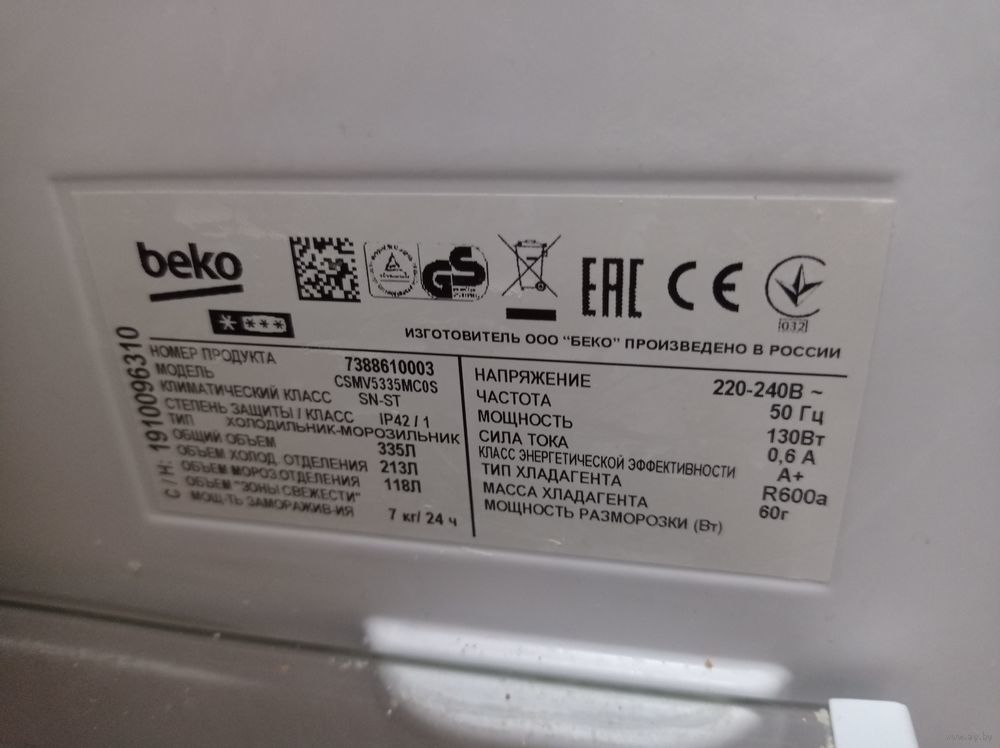 beko
EAC CE
032
ИЗГОТОВИТЕЛЬ ООО "БЕКО" ПРОИЗВЕДЕНО В РОССИИ
С / Н: 1910096310
НОМЕР ПРОДУКТА 7388610003
МОДЕЛЬ CSMV5335MC0S
КЛИМАТИЧЕСКИЙ КЛАСС SN-ST
СТЕПЕНЬ ЗАЩИТЫ / КЛАСС IP42 / 1
ТИП ХОЛОДИЛЬНИК-МОРОЗИЛЬНИК
ОБЩИЙ ОБЪЕМ 335Л
ОБЪЕМ ХОЛОД. ОТДЕЛЕНИЯ 213Л
ОБЪЕМ МОРОЗ.ОТДЕЛЕНИЯ 118Л
ОБЪЕМ "ЗОНЫ СВЕЖЕСТИ"
МОЩ-ТЬ ЗАМОРАЖИВ-ИЯ 7 кг/ 24 ч
НАПРЯЖЕНИЕ 220-240В ~
ЧАСТОТА 50 Гц
МОЩНОСТЬ 130Вт
СИЛА ТОКА 0,6 А
КЛАСС ЭНЕРГЕТИЧЕСКОЙ ЭФФЕКТИВНОСТИ А+
ТИП ХЛАДАГЕНТА R600a
МАССА ХЛАДАГЕНТА 60г
МОЩНОСТЬ РАЗМОРОЗКИ (Вт)
www.ay.by